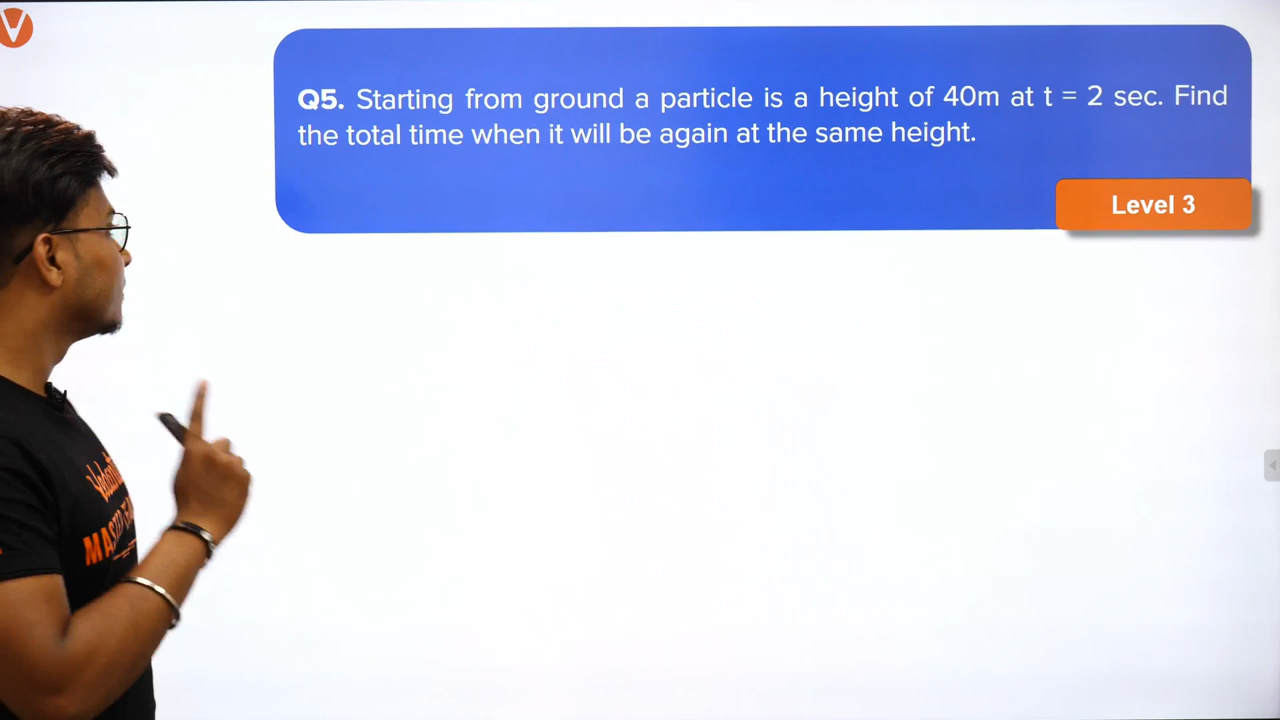 Q5. Starting from ground a particle is a height of 40m at t = 2 sec. Find
the total time when it will be again at the same height.
Level 3